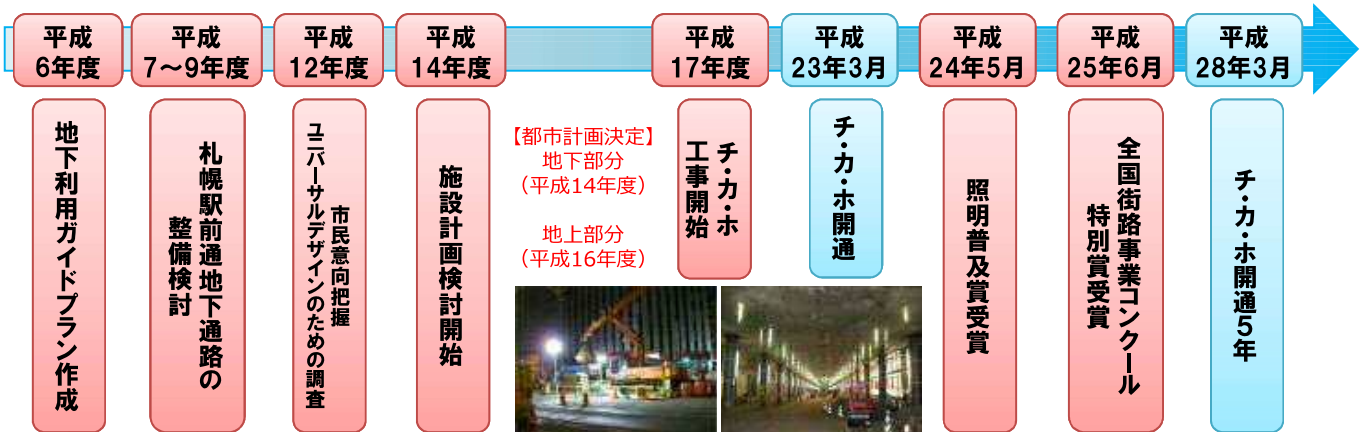 平成
6年度
平成
7～9年度
平成
12年度
平成
14年度
平成
17年度
平成
23年3月
平成
24年5月
平成
25年6月
平成
28年3月
地下利用ガイドプラン作成
札幌駅前通地下通路の
整備検討
市民意向把握
ユニバーサルデザインのための調査
施設計画検討開始
【都市計画決定】
地下部分
（平成14年度）
地上部分
（平成16年度）
チ・カ・ホ
工事開始
チ・カ・ホ開通
照明普及賞受賞
全国街路事業コンクール
特別賞受賞
チ・カ・ホ開通5年